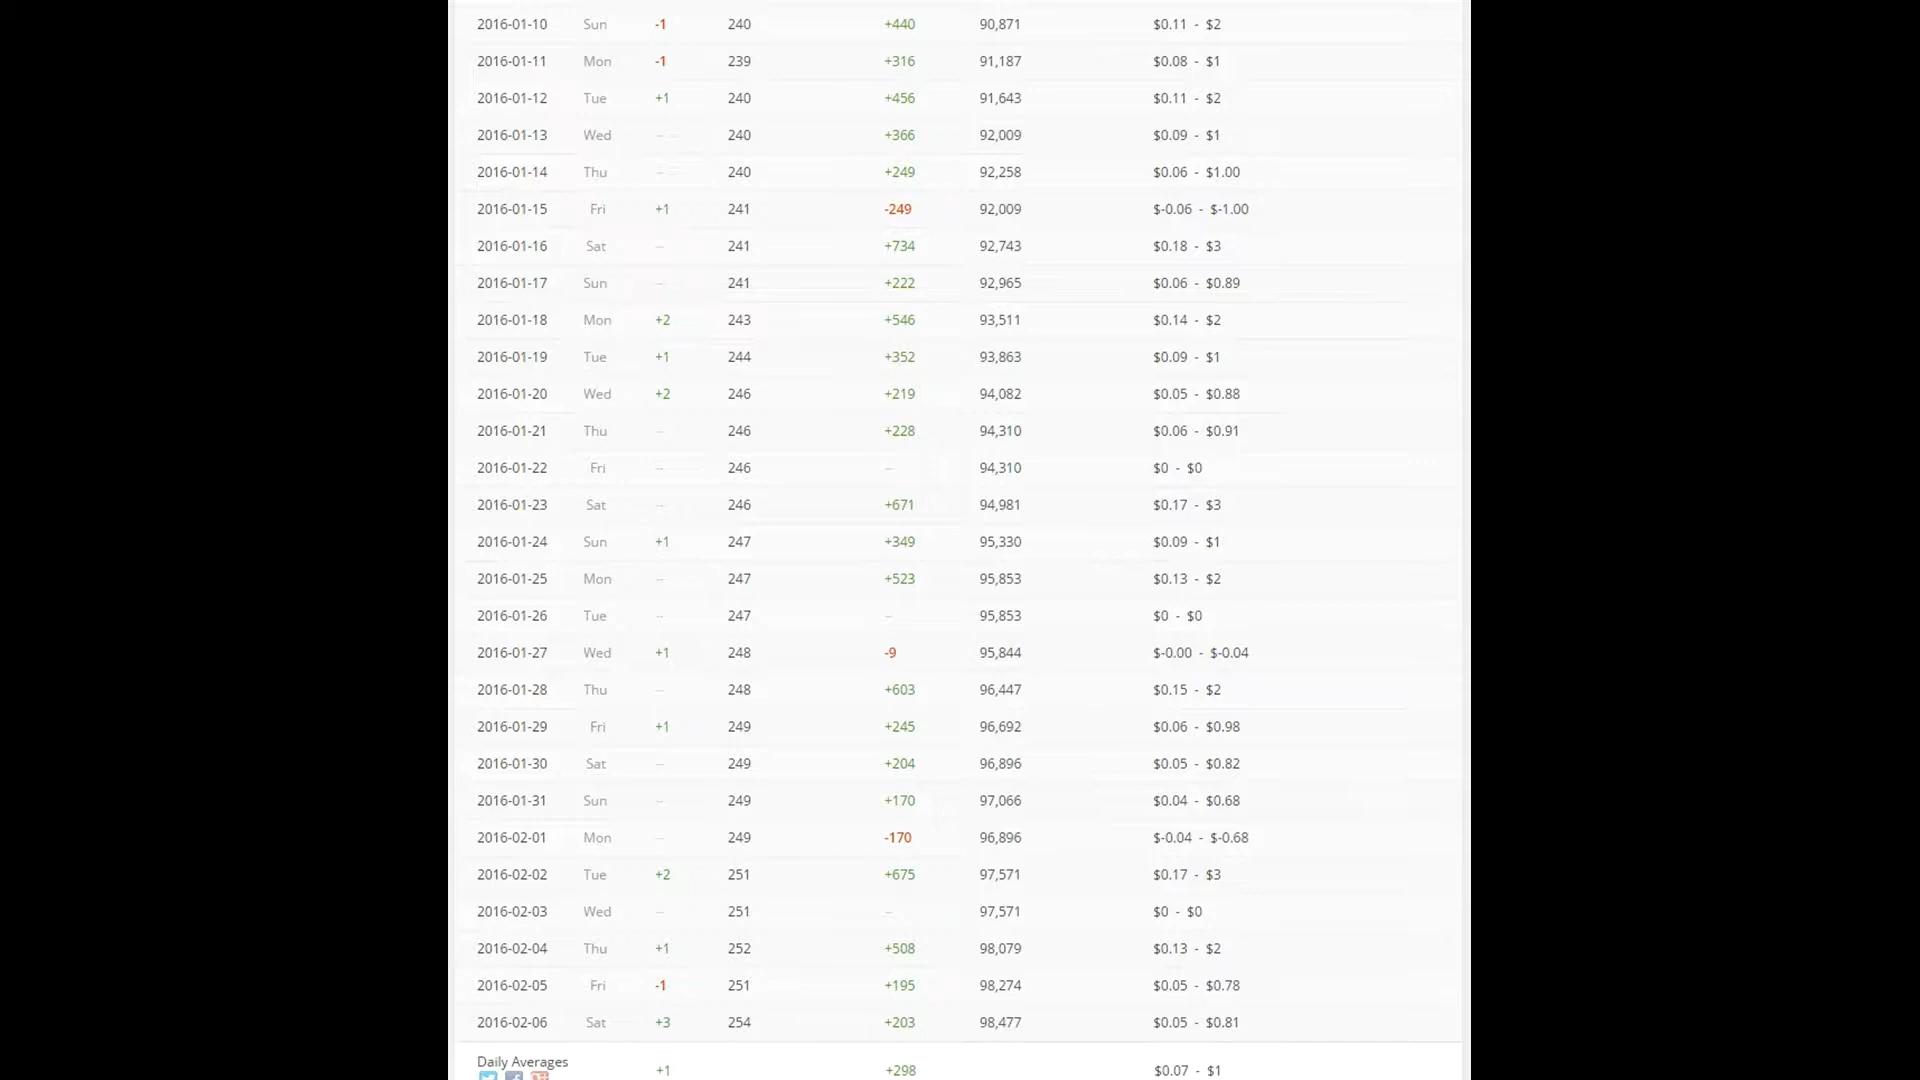 2016-01-10 Sun -1 240 +440 90,871 $0.11 - $2
2016-01-11 Mon -1 239 +316 91,187 $0.08 - $1
2016-01-12 Tue +1 240 +456 91,643 $0.11 - $2
2016-01-13 Wed -- 240 +366 92,009 $0.09 - $1
2016-01-14 Thu -- 240 +249 92,258 $0.06 - $1.00
2016-01-15 Fri +1 241 -249 92,009 $-0.06 - $-1.00
2016-01-16 Sat -- 241 +734 92,743 $0.18 - $3
2016-01-17 Sun -- 241 +222 92,965 $0.06 - $0.89
2016-01-18 Mon +2 243 +546 93,511 $0.14 - $2
2016-01-19 Tue +1 244 +352 93,863 $0.09 - $1
2016-01-20 Wed +2 246 +219 94,082 $0.05 - $0.88
2016-01-21 Thu -- 246 +228 94,310 $0.06 - $0.91
2016-01-22 Fri -- 246 -- 94,310 $0 - $0
2016-01-23 Sat -- 246 +671 94,981 $0.17 - $3
2016-01-24 Sun +1 247 +349 95,330 $0.09 - $1
2016-01-25 Mon -- 247 +523 95,853 $0.13 - $2
2016-01-26 Tue -- 247 -- 95,853 $0 - $0
2016-01-27 Wed +1 248 -9 95,844 $-0.00 - $-0.04
2016-01-28 Thu -- 248 +603 96,447 $0.15 - $2
2016-01-29 Fri +1 249 +245 96,692 $0.06 - $0.98
2016-01-30 Sat -- 249 +204 96,896 $0.05 - $0.82
2016-01-31 Sun -- 249 +170 97,066 $0.04 - $0.68
2016-02-01 Mon -- 249 -170 96,896 $-0.04 - $-0.68
2016-02-02 Tue +2 251 +675 97,571 $0.17 - $3
2016-02-03 Wed -- 251 -- 97,571 $0 - $0
2016-02-04 Thu +1 252 +508 98,079 $0.13 - $2
2016-02-05 Fri -1 251 +195 98,274 $0.05 - $0.78
2016-02-06 Sat +3 254 +203 98,477 $0.05 - $0.81
Daily Averages +1 +298 $0.07 - $1